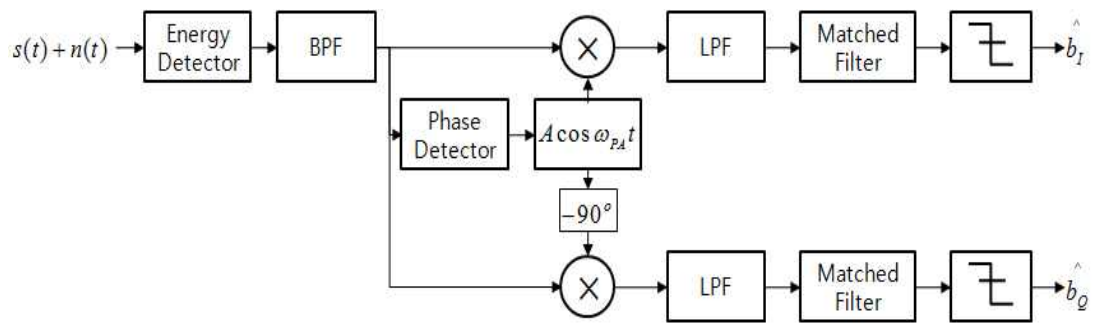 s(t)+n(t)
Energy Detector
BPF
×
LPF
Matched Filter
b̂_I
Phase Detector
A cos ω_PA t
−90°
×
LPF
Matched Filter
b̂_Q